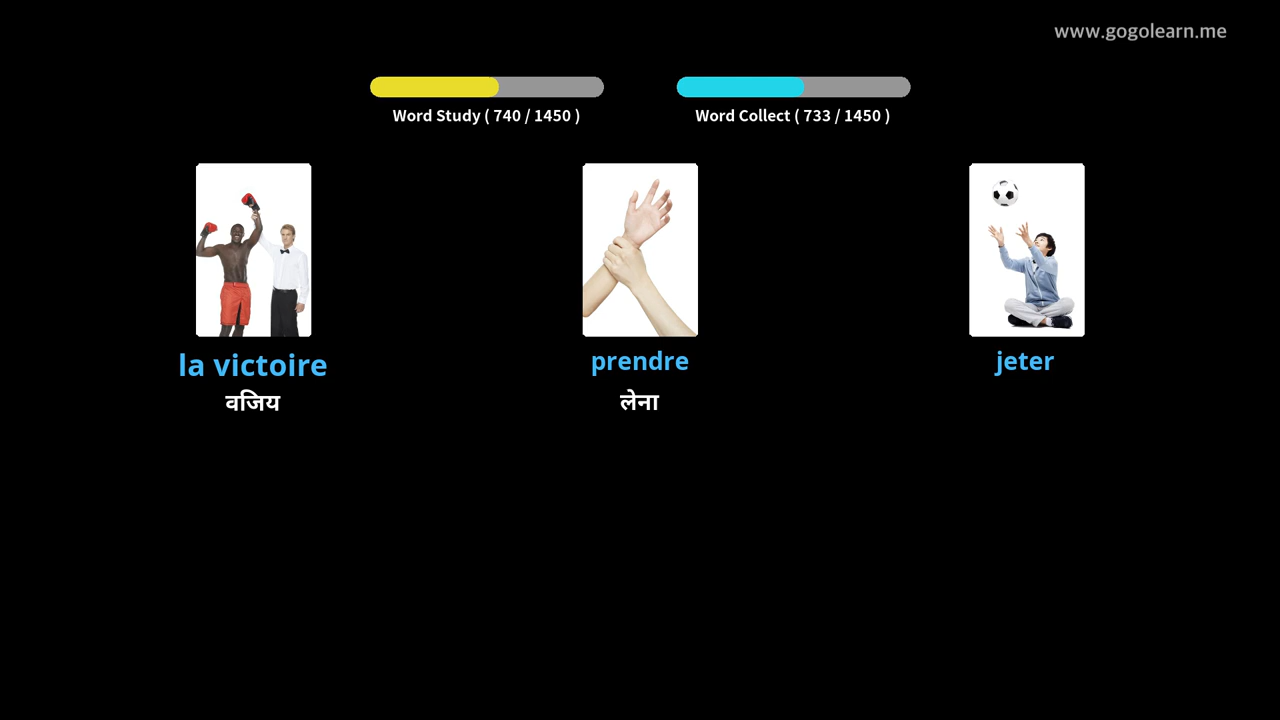 www.gogolearn.me
Word Study ( 740 / 1450 )
Word Collect ( 733 / 1450 )
la victoire
prendre
jeter
वजिय
लेना